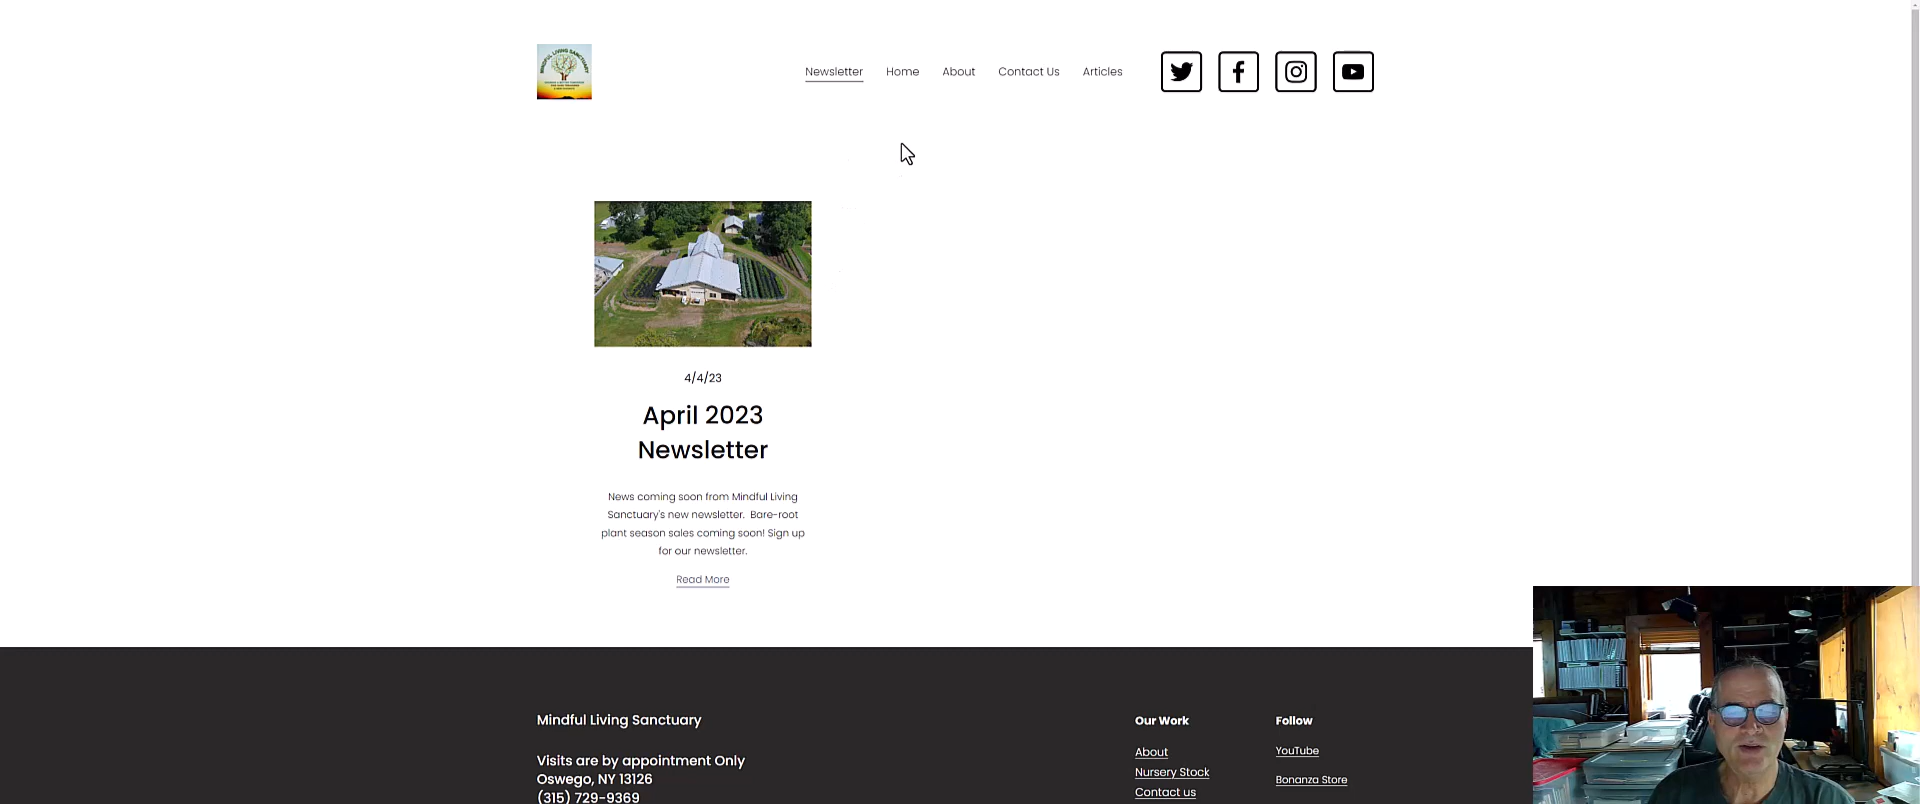 MINDFUL LIVING SANCTUARY
Newsletter Home About Contact Us Articles
4/4/23
April 2023
Newsletter
News coming soon from Mindful Living
Sanctuary's new newsletter. Bare-root
plant season sales coming soon! Sign up
for our newsletter.
Read More
Mindful Living Sanctuary
Visits are by appointment Only
Oswego, NY 13126
(315) 729-9369
Our Work
About
Nursery Stock
Contact us
Follow
YouTube
Bonanza Store